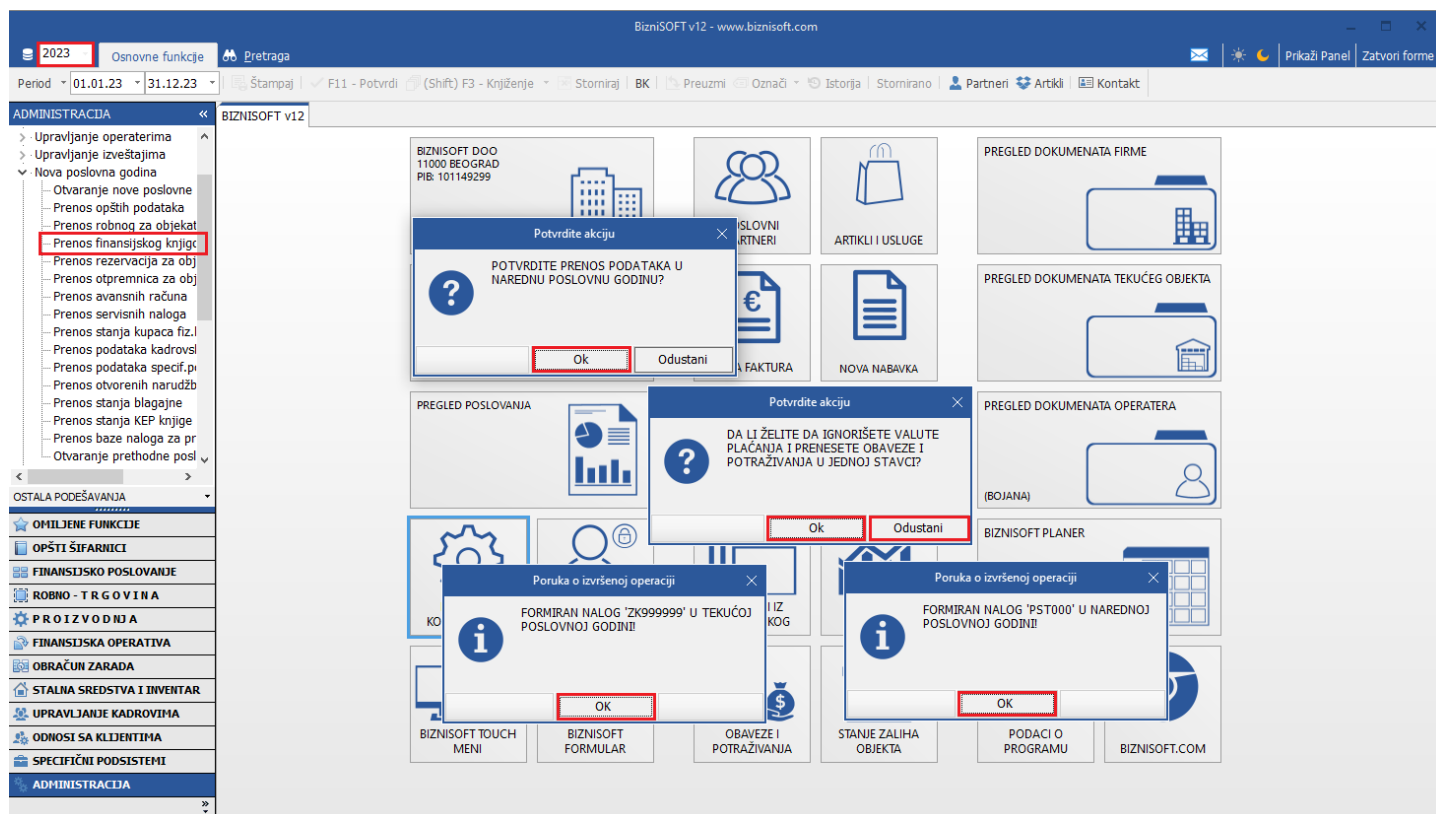 BizniSOFT v12 - www.biznisoft.com
2023
Osnovne funkcije
Pretraga
Prikaži Panel
Zatvori forme
Period
01.01.23
31.12.23
Štampaj
F11 - Potvrdi
(Shift) F3 - Knjiženje
Storniraj
BK
Preuzmi
Označi
Istorija
Stornirano
Partneri
Artikli
Kontakt
ADMINISTRACIJA
BIZNISOFT v12
Upravljanje operaterima
Upravljanje izveštajima
Nova poslovna godina
Otvaranje nove poslovne
Prenos opštih podataka
Prenos robnog za objekat
Prenos finansijskog knjigo
Prenos rezervacija za obj
Prenos otpremnica za obj
Prenos avansnih računa
Prenos servisnih naloga
Prenos stanja kupaca fiz.l
Prenos podataka kadrovsl
Prenos podataka specif.p
Prenos otvorenih narudžb
Prenos stanja blagajne
Prenos stanja KEP knjige
Prenos baze naloga za pr
Otvaranje prethodne posl
OSTALA PODEŠAVANJA
OMILJENE FUNKCIJE
OPŠTI ŠIFARNICI
FINANSIJSKO POSLOVANJE
ROBNO - T R G O V I N A
P R O I Z V O D NJ A
FINANSIJSKA OPERATIVA
OBRAČUN ZARADA
STALNA SREDSTVA I INVENTAR
UPRAVLJANJE KADROVIMA
ODNOSI SA KLIJENTIMA
SPECIFIČNI PODSISTEMI
ADMINISTRACIJA
BIZNISOFT DOO
11000 BEOGRAD
PIB: 101149299
SLOVNI
RTNERI
ARTIKLI I USLUGE
PREGLED DOKUMENATA FIRME
Potvrdite akciju
POTVRDITE PRENOS PODATAKA U
NAREDNU POSLOVNU GODINU?
Ok
Odustani
A FAKTURA
NOVA NABAVKA
PREGLED DOKUMENATA TEKUĆEG OBJEKTA
PREGLED POSLOVANJA
Potvrdite akciju
DA LI ŽELITE DA IGNORIŠETE VALUTE
PLAĆANJA I PRENESETE OBAVEZE I
POTRAŽIVANJA U JEDNOJ STAVCI?
Ok
Odustani
PREGLED DOKUMENATA OPERATERA
(BOJANA)
BIZNISOFT PLANER
KO
I IZ
KOG
Poruka o izvršenoj operaciji
FORMIRAN NALOG 'ZK999999' U TEKUĆOJ
POSLOVNOJ GODINI!
OK
Poruka o izvršenoj operaciji
FORMIRAN NALOG 'PST000' U NAREDNOJ
POSLOVNOJ GODINI!
OK
BIZNISOFT TOUCH
MENI
BIZNISOFT
FORMULAR
OBAVEZE I
POTRAŽIVANJA
STANJE ZALIHA
OBJEKTA
PODACI O
PROGRAMU
BIZNISOFT.COM